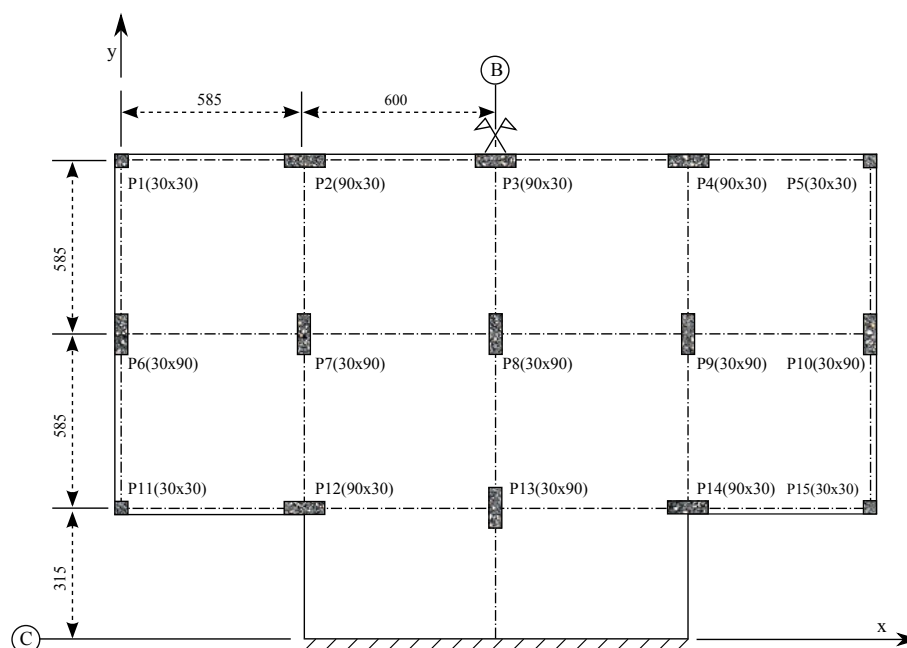 y
B
585
600
P1(30x30)
P2(90x30)
P3(90x30)
P4(90x30)
P5(30x30)
585
P6(30x90)
P7(30x90)
P8(30x90)
P9(30x90)
P10(30x90)
585
P11(30x30)
P12(90x30)
P13(30x90)
P14(90x30)
P15(30x30)
315
C
x